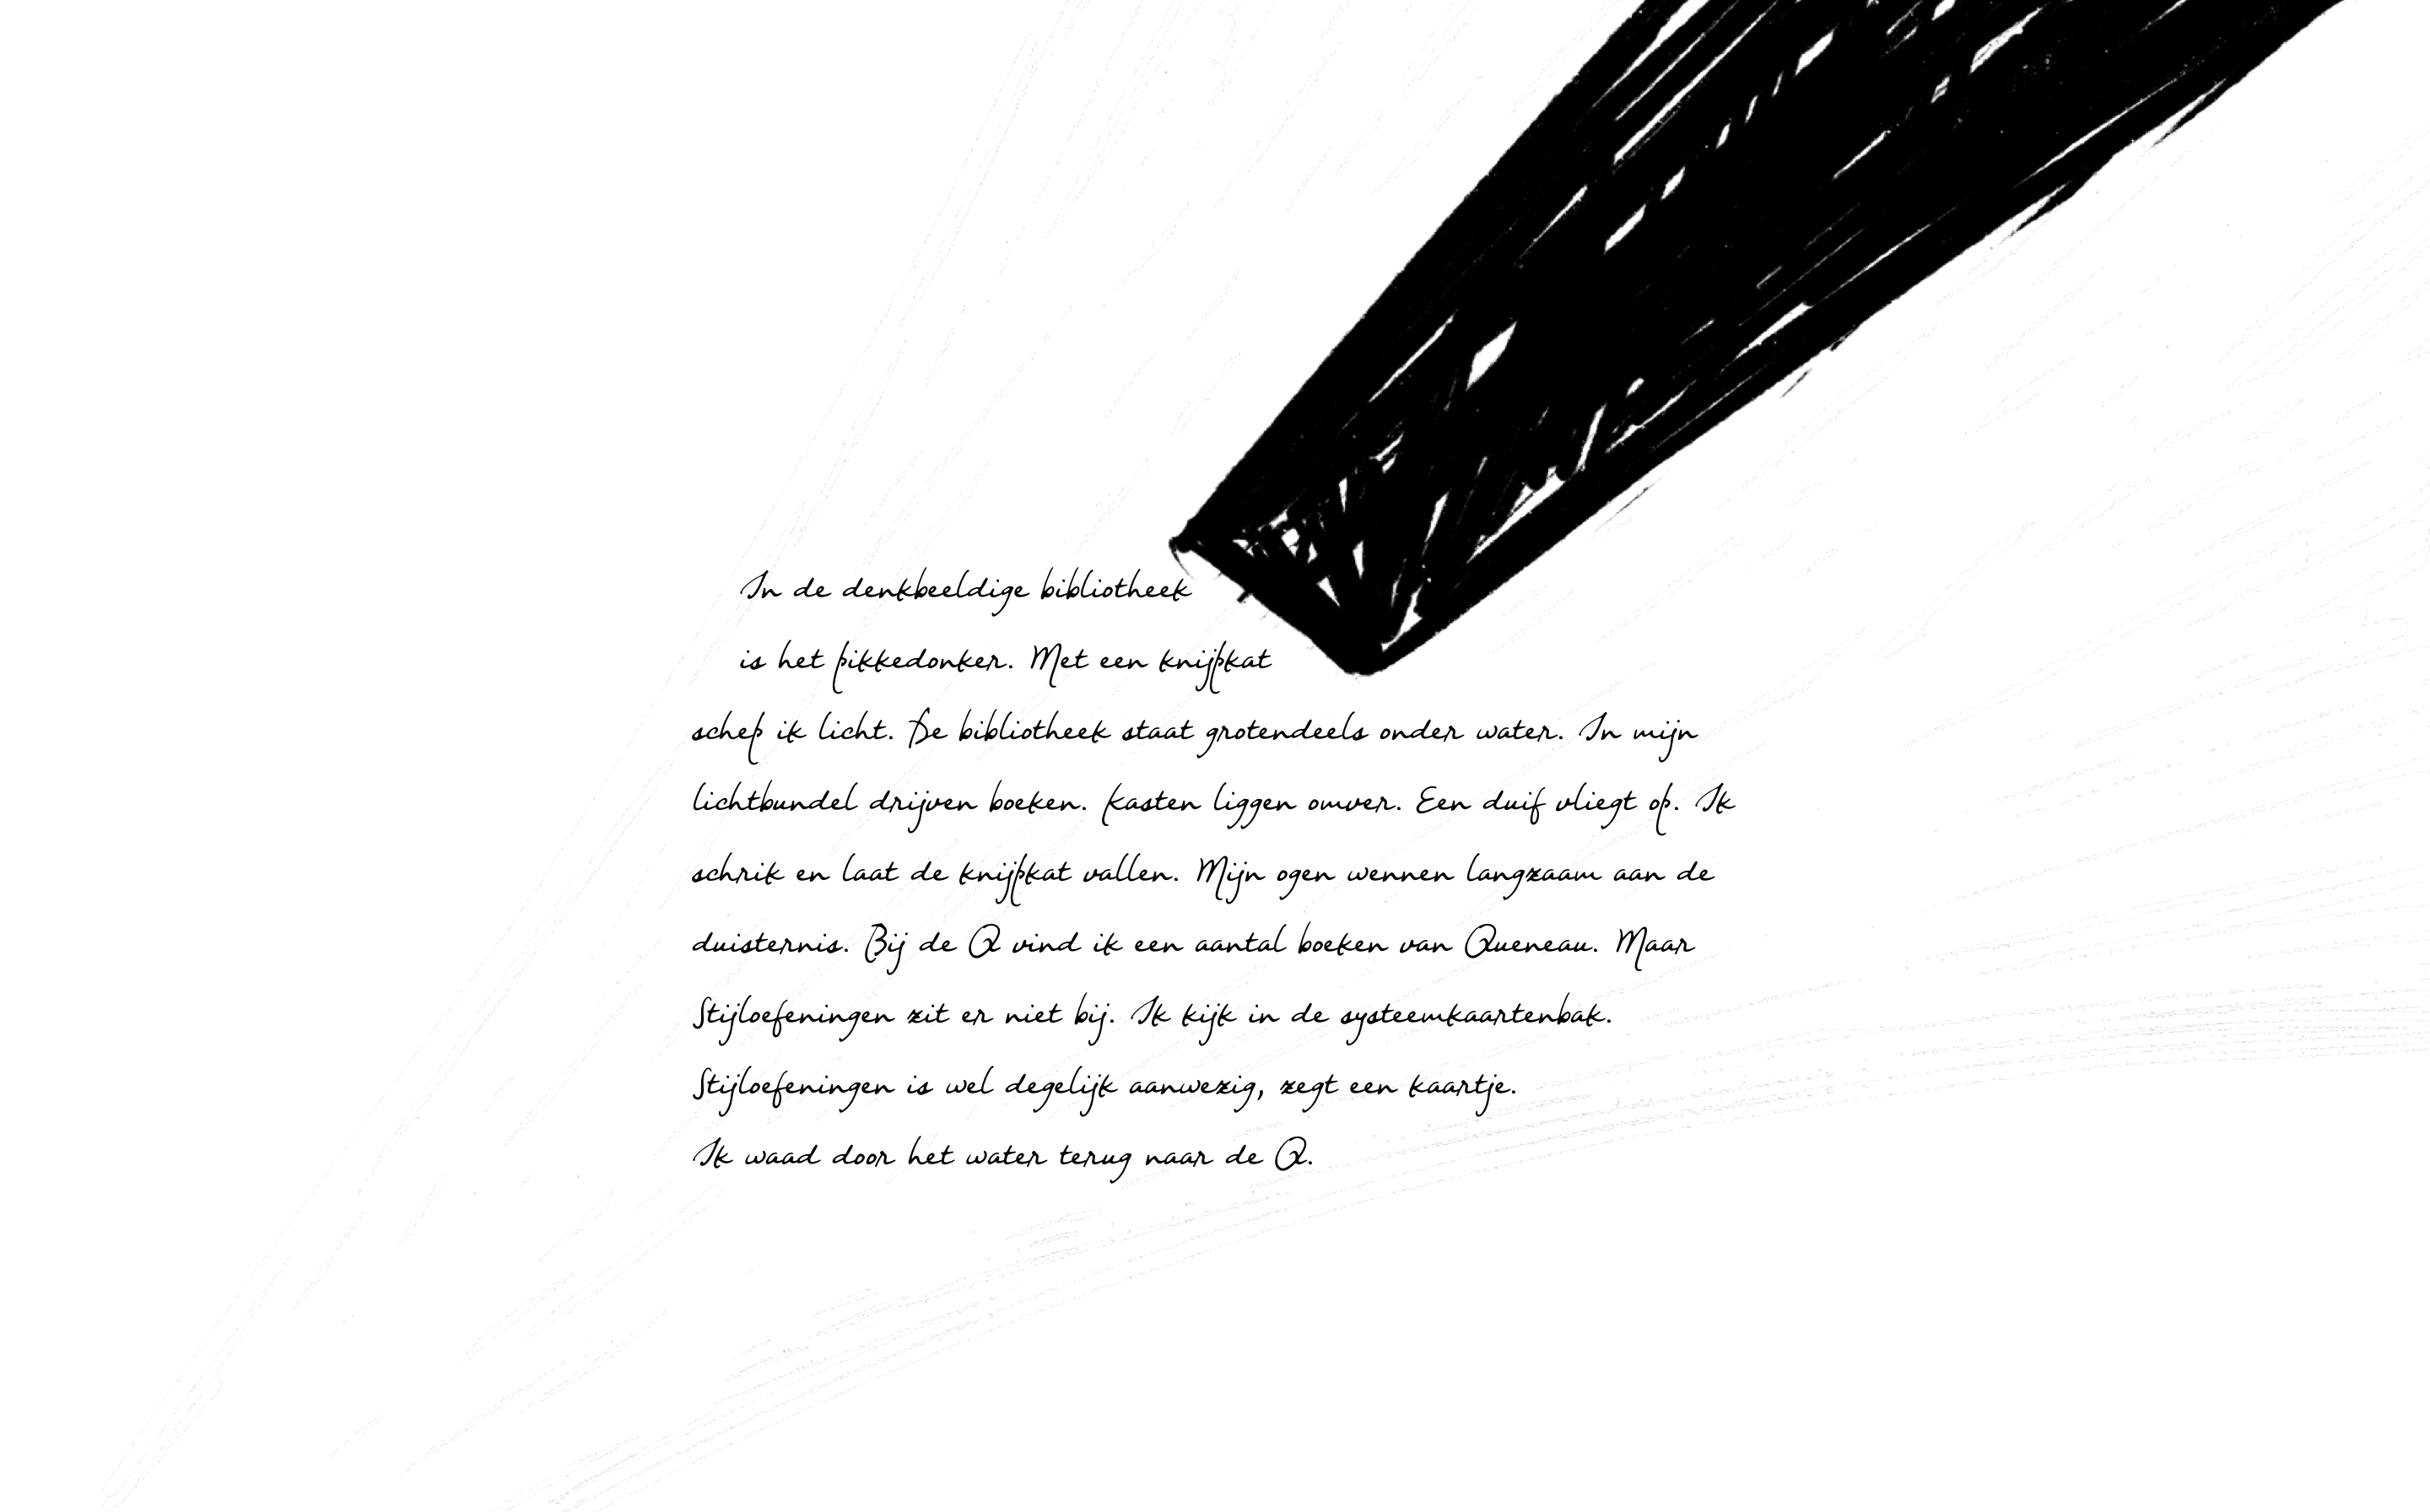 In de denkbeeldige bibliotheek
is het pikkedonker. Met een knijpkat
schep ik licht. De bibliotheek staat grotendeels onder water. In mijn
lichtbundel drijven boeken. Kasten liggen omver. Een duif vliegt op. Ik
schrik en laat de knijpkat vallen. Mijn ogen wennen langzaam aan de
duisternis. Bij de Q vind ik een aantal boeken van Queneau. Maar
Stijloefeningen zit er niet bij. Ik kijk in de systeemkaartenbak.
Stijloefeningen is wel degelijk aanwezig, zegt een kaartje.
Ik waad door het water terug naar de Q.